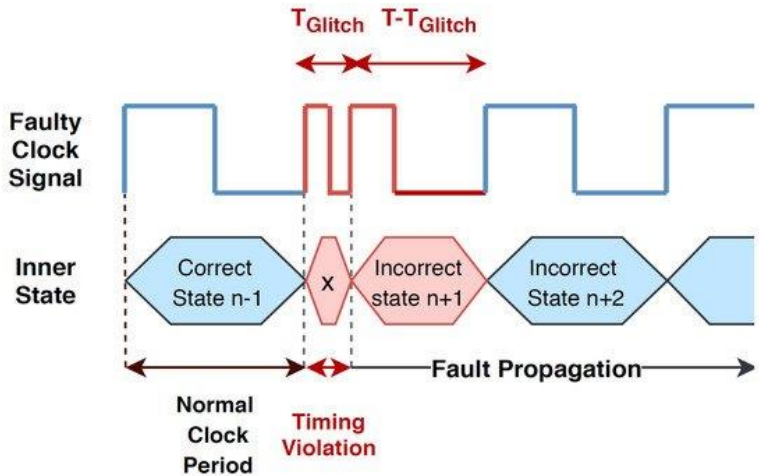 TGlitch T-TGlitch
Faulty
Clock
Signal
Inner
State
Correct
State n-1
x
Incorrect
state n+1
Incorrect
State n+2
Fault Propagation
Normal
Clock
Period
Timing
Violation